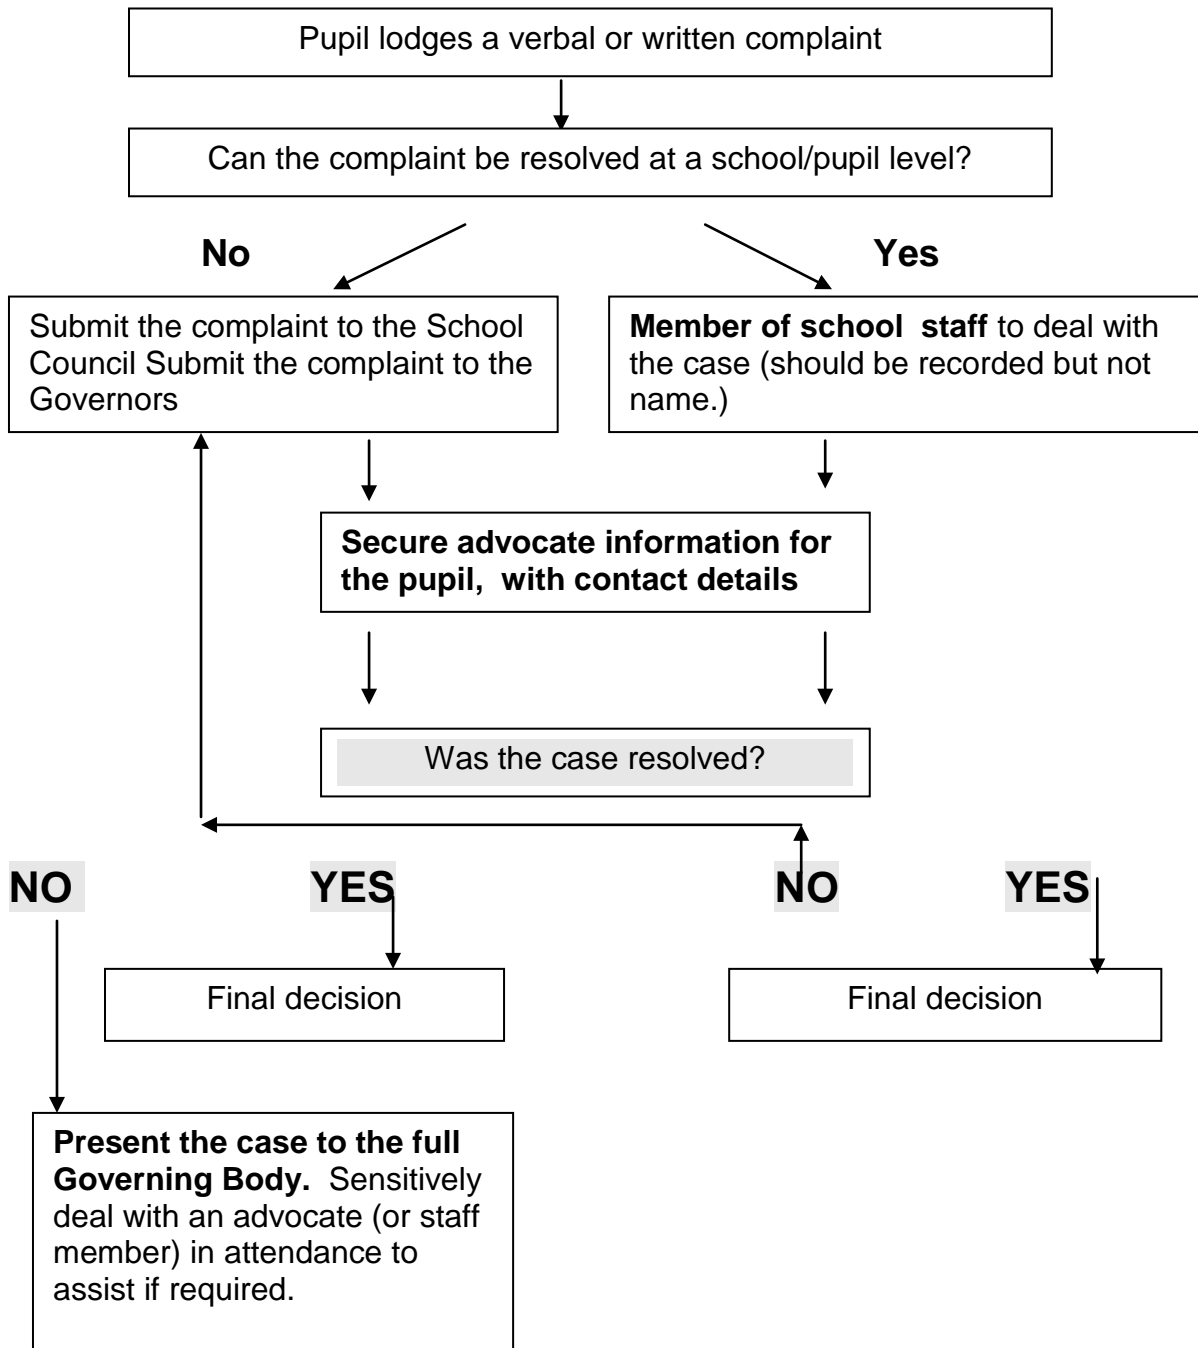 Pupil lodges a verbal or written complaint
Can the complaint be resolved at a school/pupil level?
No
Yes
Submit the complaint to the School
Council Submit the complaint to the
Governors
Member of school staff to deal with
the case (should be recorded but not
name.)
Secure advocate information for
the pupil, with contact details
Was the case resolved?
NO
YES
NO
YES
Final decision
Final decision
Present the case to the full
Governing Body. Sensitively
deal with an advocate (or staff
member) in attendance to
assist if required.